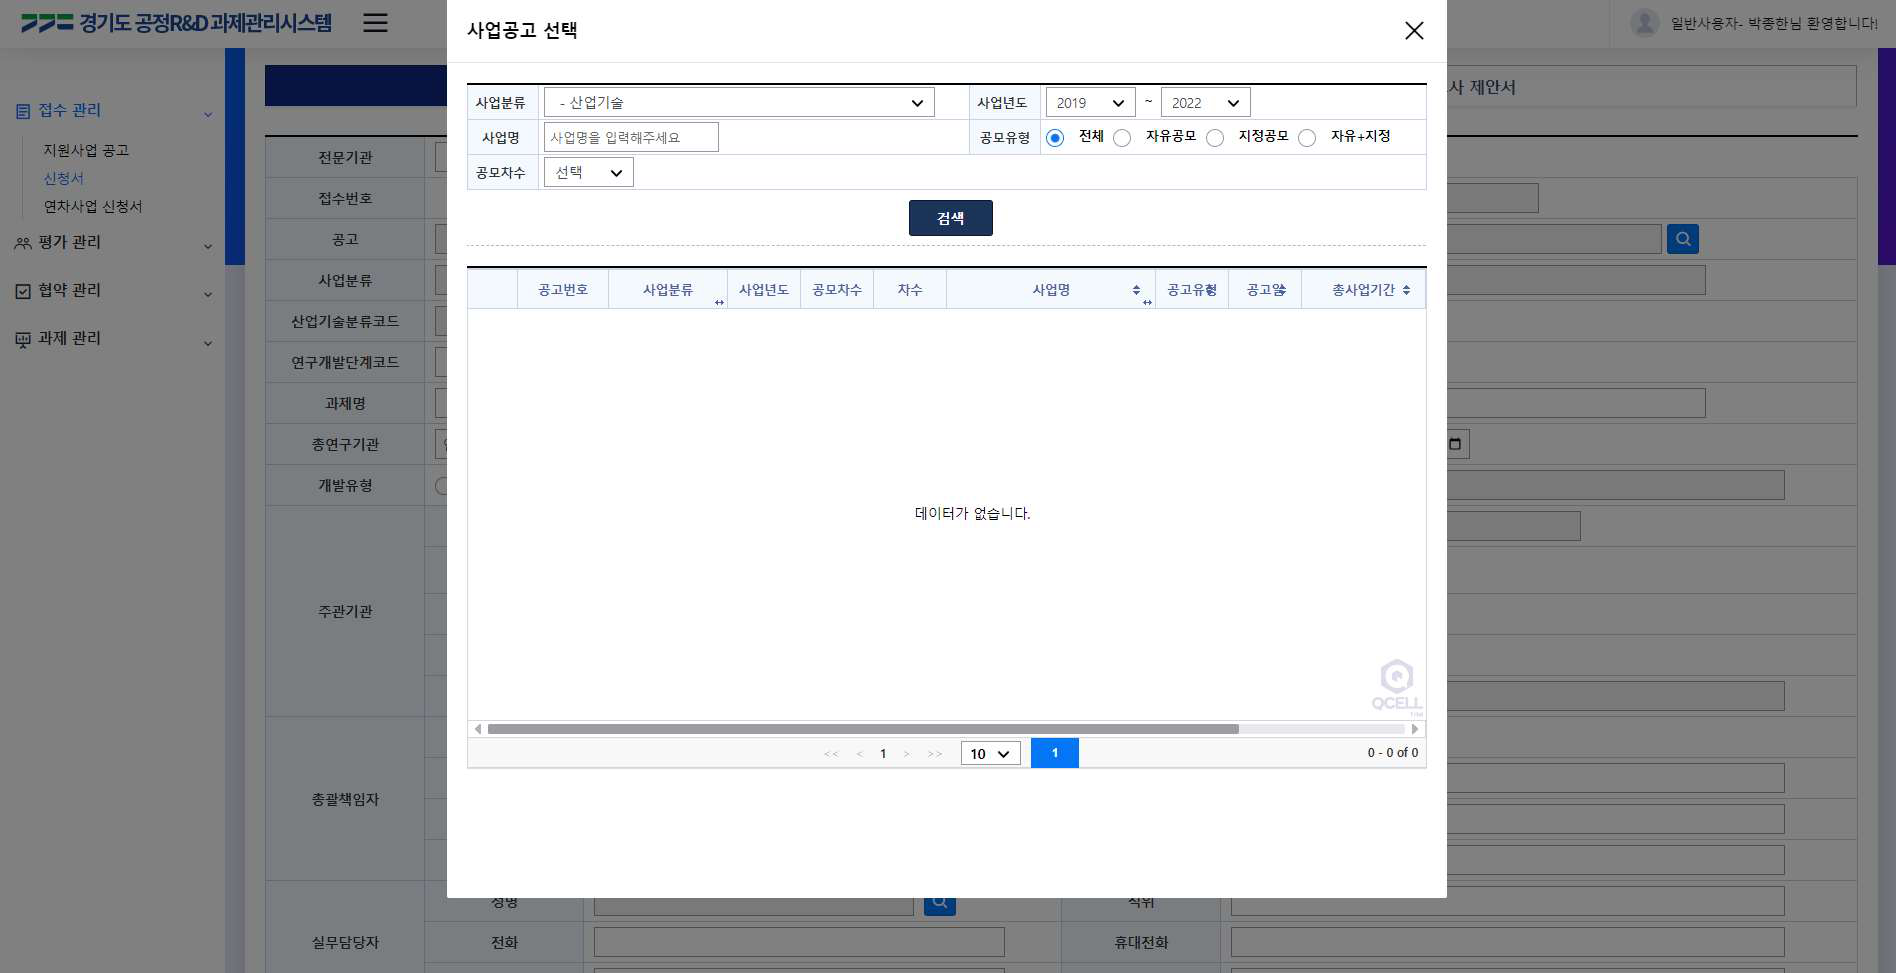 경기도 공정R&D 과제관리시스템
일반사용자- 박종한님 환영합니다!
접수 관리
지원사업 공고
신청서
연차사업 신청서
평가 관리
협약 관리
과제 관리
사 제안서
전문기관
접수번호
공고
사업분류
산업기술분류코드
연구개발단계코드
과제명
총연구기관
개발유형
주관기관
총괄책임자
실무담당자
성명
직위
전화
휴대전화
사업공고 선택
사업분류 - 산업기술 사업년도 2019 ~ 2022
사업명 사업명을 입력해주세요 공모유형 전체 자유공모 지정공모 자유+지정
공모차수 선택
검색
공고번호 사업분류 사업년도 공모차수 차수 사업명 공고유형 공고일 총사업기간
데이터가 없습니다.
QCELL
<< < 1 > >> 10 1 0 - 0 of 0